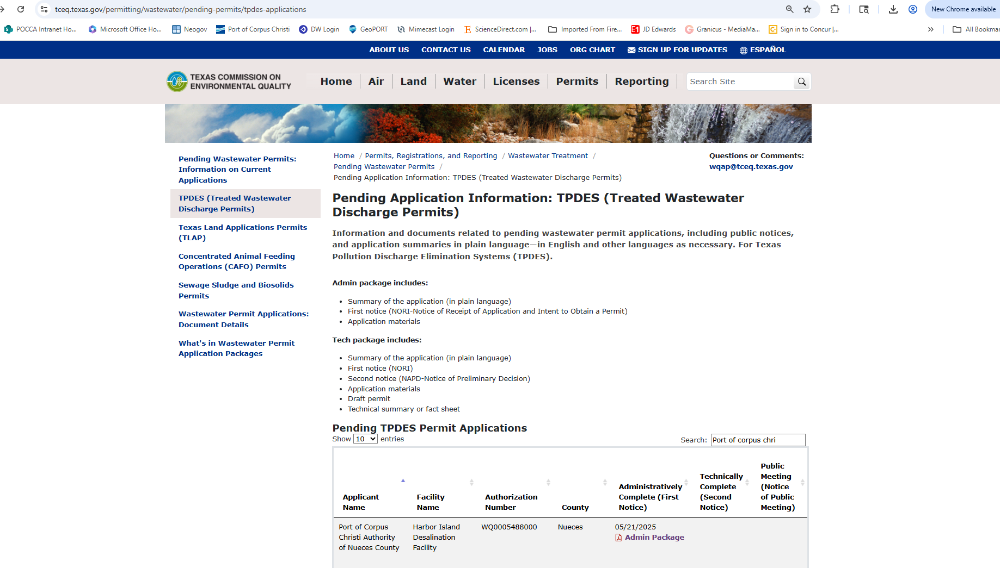 tceq.texas.gov/permitting/wastewater/pending-permits/tpdes-applications
New Chrome available
POCCA Intranet Ho...
Microsoft Office Ho...
Neogov
Port of Corpus Christi
DW Login
GeoPORT
Mimecast Login
ScienceDirect.com |...
Imported From Fire...
JD Edwards
Granicus - MediaMa...
Sign in to Concur |...
»
All Bookmar
ABOUT US
CONTACT US
CALENDAR
JOBS
ORG CHART
SIGN UP FOR UPDATES
ESPAÑOL
TEXAS COMMISSION ON
ENVIRONMENTAL QUALITY
Home
Air
Land
Water
Licenses
Permits
Reporting
Search Site
Pending Wastewater Permits:
Information on Current
Applications
TPDES (Treated Wastewater
Discharge Permits)
Texas Land Applications Permits
(TLAP)
Concentrated Animal Feeding
Operations (CAFO) Permits
Sewage Sludge and Biosolids
Permits
Wastewater Permit Applications:
Document Details
What's in Wastewater Permit
Application Packages
Home / Permits, Registrations, and Reporting / Wastewater Treatment /
Pending Wastewater Permits /
Pending Application Information: TPDES (Treated Wastewater Discharge Permits)
Questions or Comments:
wqap@tceq.texas.gov
Pending Application Information: TPDES (Treated Wastewater
Discharge Permits)
Information and documents related to pending wastewater permit applications, including public notices,
and application summaries in plain language—in English and other languages as necessary. For Texas
Pollution Discharge Elimination Systems (TPDES).
Admin package includes:
• Summary of the application (in plain language)
• First notice (NORI-Notice of Receipt of Application and Intent to Obtain a Permit)
• Application materials
Tech package includes:
• Summary of the application (in plain language)
• First notice (NORI)
• Second notice (NAPD-Notice of Preliminary Decision)
• Application materials
• Draft permit
• Technical summary or fact sheet
Pending TPDES Permit Applications
Show 10 entries
Search: Port of corpus chri
Applicant
Name
Facility
Name
Authorization
Number
County
Administratively
Complete (First
Notice)
Technically
Complete
(Second
Notice)
Public
Meeting
(Notice
of Public
Meeting)
Port of Corpus
Christi Authority
of Nueces County
Harbor Island
Desalination
Facility
WQ0005488000
Nueces
05/21/2025
Admin Package